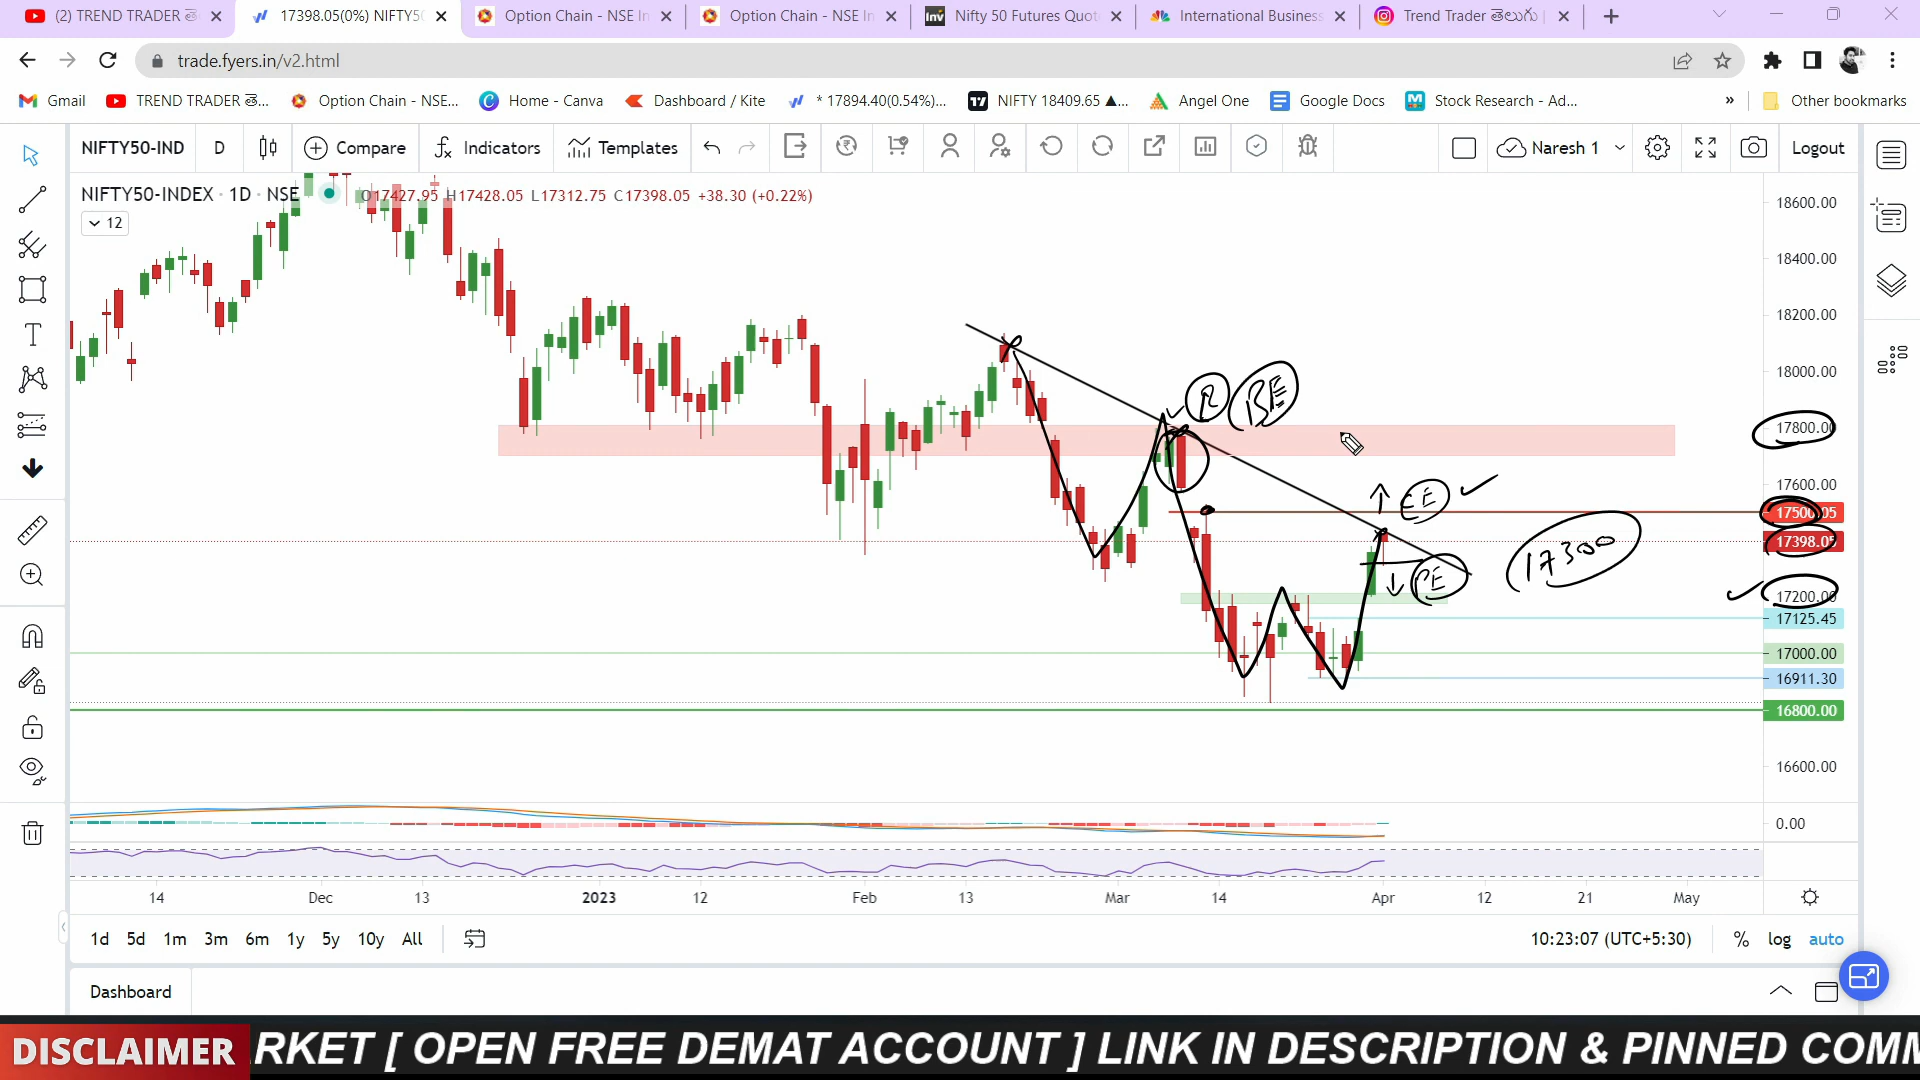 (2) TREND TRADER తె
17398.05(0%) NIFTY50
Option Chain - NSE In
Option Chain - NSE In
Nifty 50 Futures Quot
International Business
Trend Trader తెలుగు |
trade.fyers.in/v2.html
Gmail
TREND TRADER తె...
Option Chain - NSE...
Home - Canva
Dashboard / Kite
* 17894.40(0.54%)...
NIFTY 18409.65 ▲...
Angel One
Google Docs
Stock Research - Ad...
»
Other bookmarks
NIFTY50-IND
D
Compare
Indicators
Templates
Naresh 1
Logout
NIFTY50-INDEX · 1D · NSE
O17427.95 H17428.05 L17312.75 C17398.05 +38.30 (+0.22%)
12
18600.00
18400.00
18200.00
18000.00
R
BE
17800.00
17600.00
CE
17500.05
17398.05
17300
PE
17200.00
17125.45
17000.00
16911.30
16800.00
16600.00
0.00
14 Dec 13 2023 12 Feb 13 Mar 14 Apr 12 21 May
1d 5d 1m 3m 6m 1y 5y 10y All
10:23:07 (UTC+5:30)
% log auto
Dashboard
DISCLAIMER
RKET [ OPEN FREE DEMAT ACCOUNT ] LINK IN DESCRIPTION & PINNED COMM